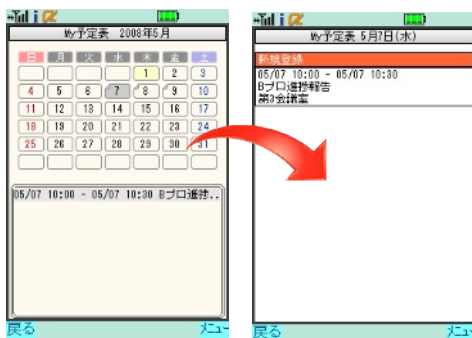 My予定表 2008年5月
日 月 火 水 木 金 土
1 2 3
4 5 6 7 8 9 10
11 12 13 14 15 16 17
18 19 20 21 22 23 24
25 26 27 28 29 30 31
05/07 10:00 - 05/07 10:30 Bプロ進捗..
戻る メニュー
My予定表 5月7日(水)
新規登録
05/07 10:00 - 05/07 10:30
Bプロ進捗報告
第3会議室
戻る メニュー